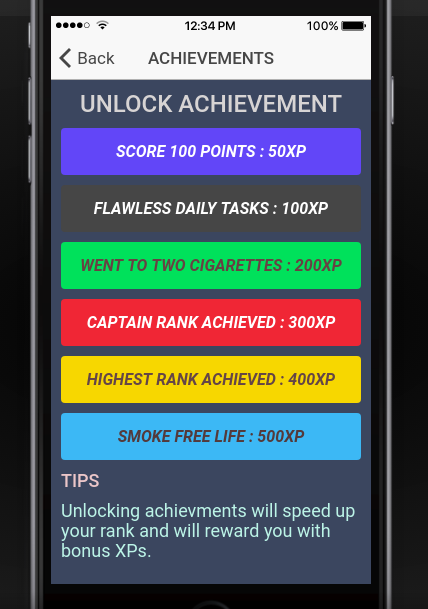 12:34 PM 100%
Back ACHIEVEMENTS
UNLOCK ACHIEVEMENT
SCORE 100 POINTS : 50XP
FLAWLESS DAILY TASKS : 100XP
WENT TO TWO CIGARETTES : 200XP
CAPTAIN RANK ACHIEVED : 300XP
HIGHEST RANK ACHIEVED : 400XP
SMOKE FREE LIFE : 500XP
TIPS
Unlocking achievments will speed up
your rank and will reward you with
bonus XPs.